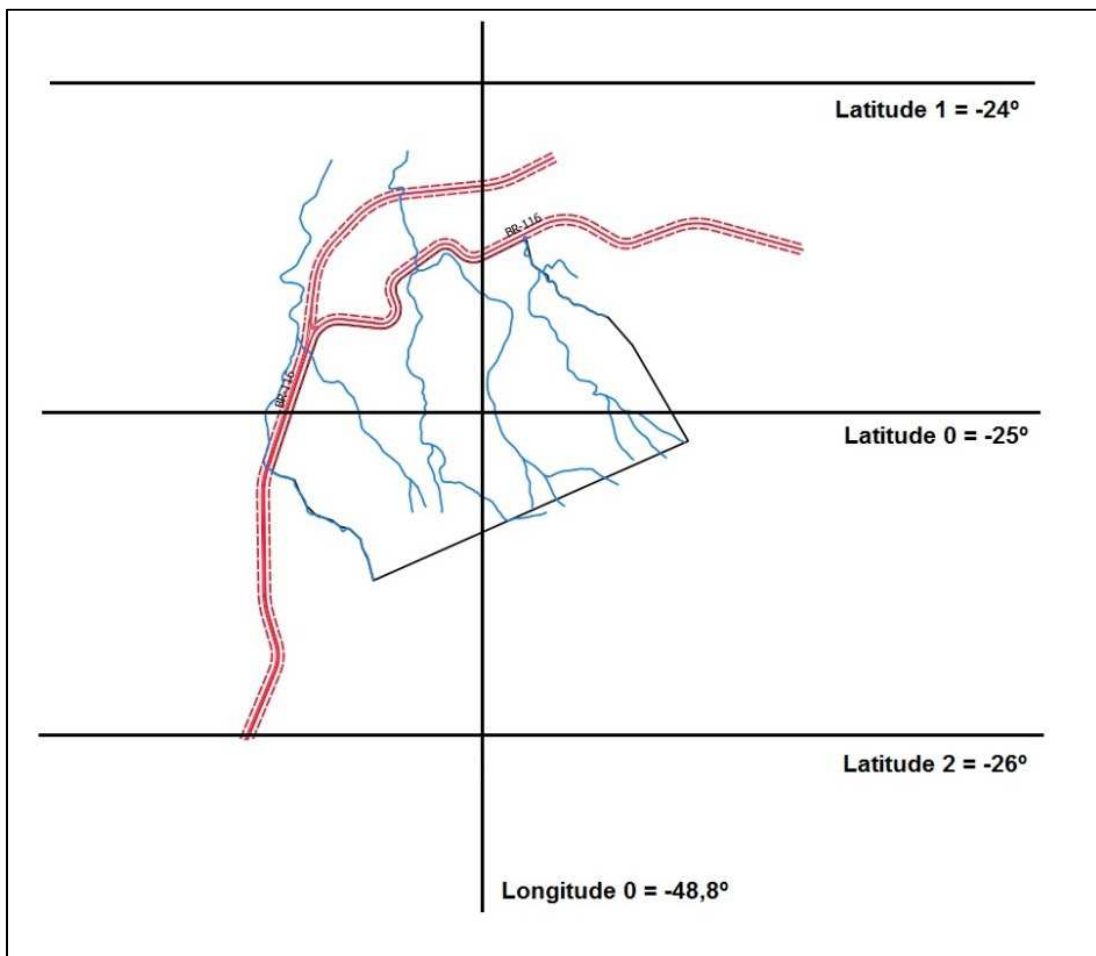 Latitude 1 = -24º
BR-116
BR-116
Latitude 0 = -25º
Latitude 2 = -26º
Longitude 0 = -48,8º